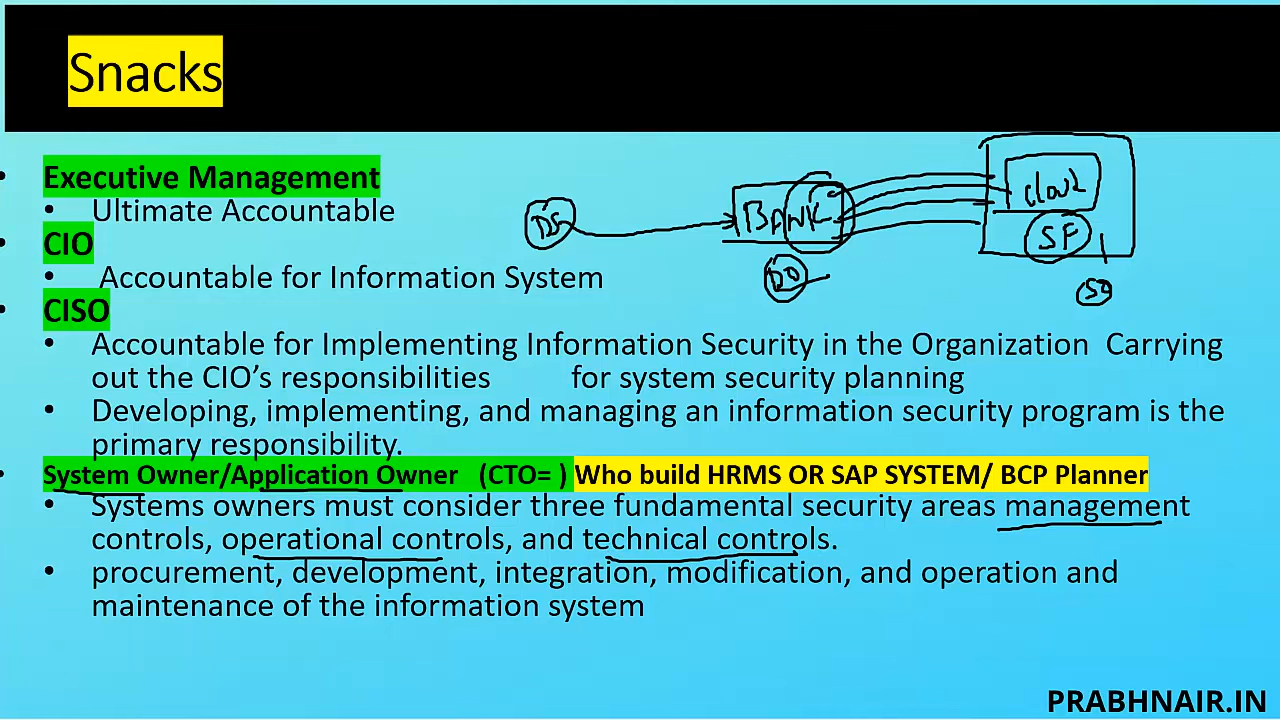 Snacks
• Executive Management
• Ultimate Accountable
• CIO
• Accountable for Information System
• CISO
• Accountable for Implementing Information Security in the Organization Carrying
out the CIO's responsibilities for system security planning
• Developing, implementing, and managing an information security program is the
primary responsibility.
• System Owner/Application Owner (CTO= ) Who build HRMS OR SAP SYSTEM/ BCP Planner
• Systems owners must consider three fundamental security areas management
controls, operational controls, and technical controls.
• procurement, development, integration, modification, and operation and
maintenance of the information system
DS
BANK
DO
SF
SO
PRABHNAIR.IN